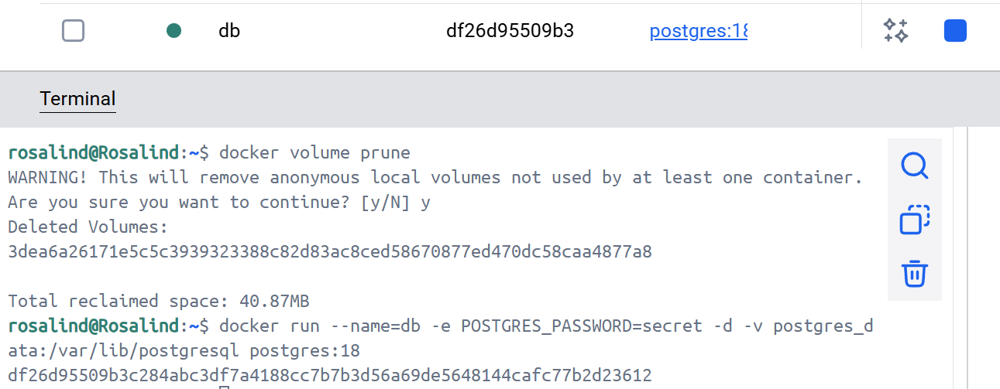 db df26d95509b3 postgres:18
Terminal
rosalind@Rosalind:~$ docker volume prune
WARNING! This will remove anonymous local volumes not used by at least one container.
Are you sure you want to continue? [y/N] y
Deleted Volumes:
3dea6a26171e5c5c3939323388c82d83ac8ced58670877ed470dc58caa4877a8
Total reclaimed space: 40.87MB
rosalind@Rosalind:~$ docker run --name=db -e POSTGRES_PASSWORD=secret -d -v postgres_d
ata:/var/lib/postgresql postgres:18
df26d95509b3c284abc3df7a4188cc7b7b3d56a69de5648144cafc77b2d23612